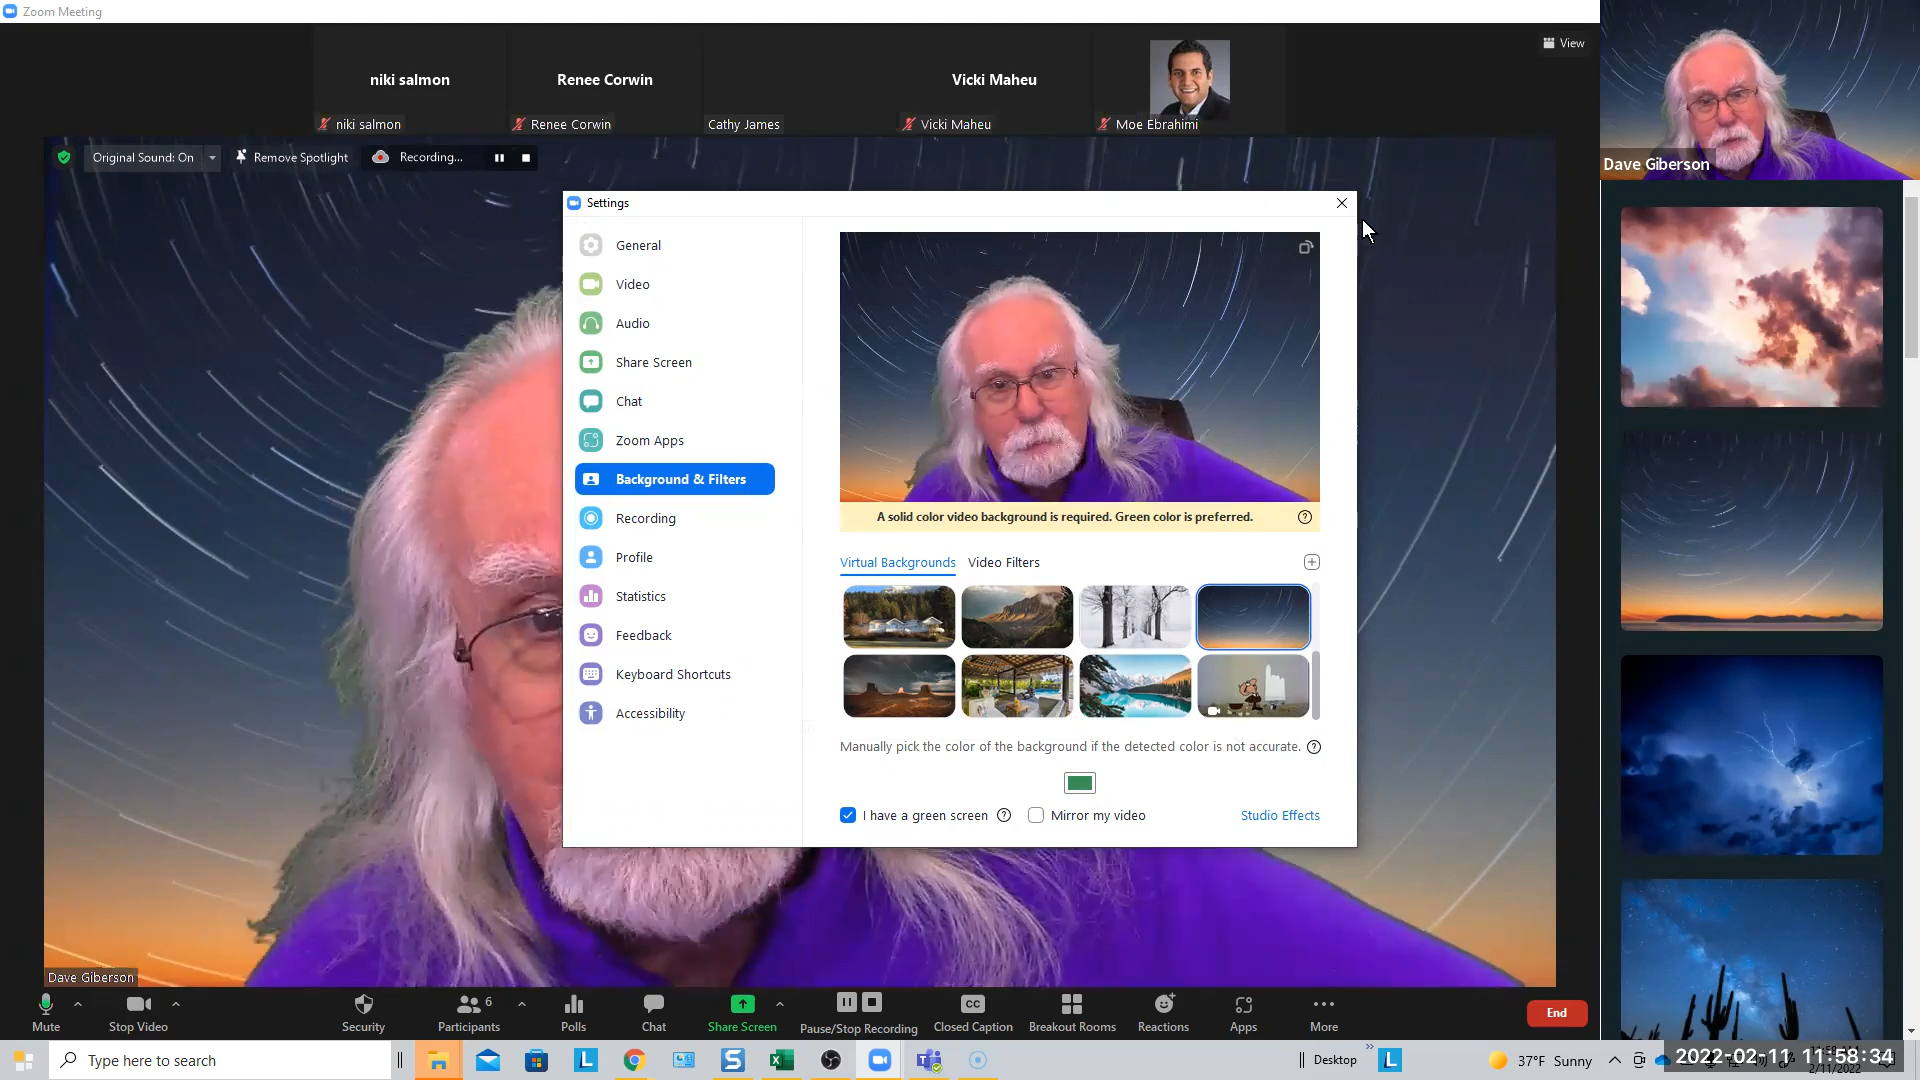 Zoom Meeting
View
niki salmon
Renee Corwin
Vicki Maheu
niki salmon
Renee Corwin
Cathy James
Vicki Maheu
Moe Ebrahimi
Dave Giberson
Original Sound: On
Remove Spotlight
Recording...
Settings
General
Video
Audio
Share Screen
Chat
Zoom Apps
Background & Filters
Recording
Profile
Statistics
Feedback
Keyboard Shortcuts
Accessibility
A solid color video background is required. Green color is preferred.
Virtual Backgrounds
Video Filters
Manually pick the color of the background if the detected color is not accurate.
I have a green screen
Mirror my video
Studio Effects
Dave Giberson
Mute
Stop Video
Security
6
Participants
Polls
Chat
Share Screen
Pause/Stop Recording
CC
Closed Caption
Breakout Rooms
Reactions
Apps
More
End
Type here to search
Desktop
37°F Sunny
2022-02-11 11:58:34
2/11/2022